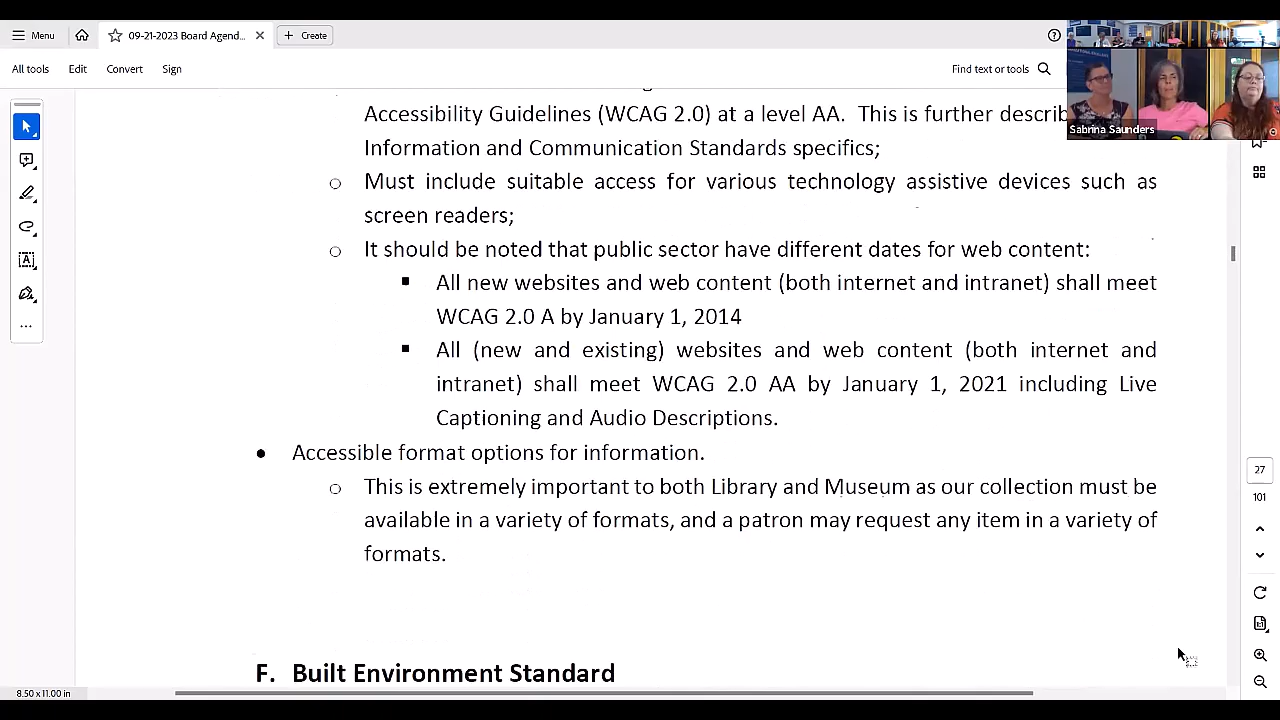 Menu
09-21-2023 Board Agend...
Create
All tools
Edit
Convert
Sign
Find text or tools
Sabrina Saunders
Accessibility Guidelines (WCAG 2.0) at a level AA. This is further describ
Information and Communication Standards specifics;
Must include suitable access for various technology assistive devices such as
screen readers;
It should be noted that public sector have different dates for web content:
All new websites and web content (both internet and intranet) shall meet
WCAG 2.0 A by January 1, 2014
All (new and existing) websites and web content (both internet and
intranet) shall meet WCAG 2.0 AA by January 1, 2021 including Live
Captioning and Audio Descriptions.
Accessible format options for information.
This is extremely important to both Library and Museum as our collection must be
available in a variety of formats, and a patron may request any item in a variety of
formats.
F. Built Environment Standard
27
101
8.50 x 11.00 in